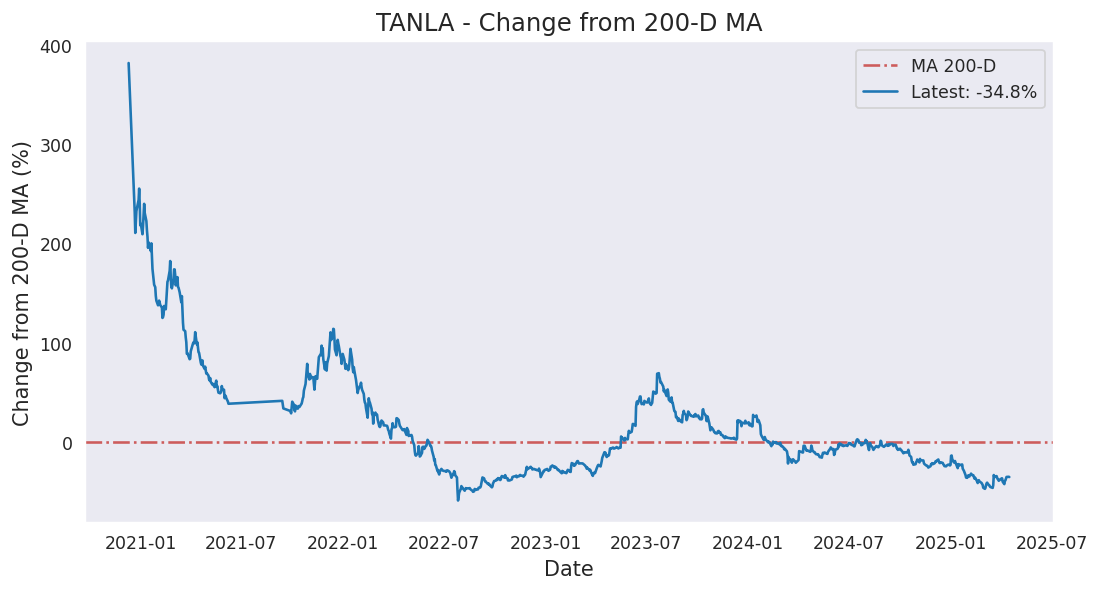 TANLA - Change from 200-D MA
Change from 200-D MA (%)
400
300
200
100
0
MA 200-D
Latest: -34.8%
2021-01 2021-07 2022-01 2022-07 2023-01 2023-07 2024-01 2024-07 2025-01 2025-07
Date